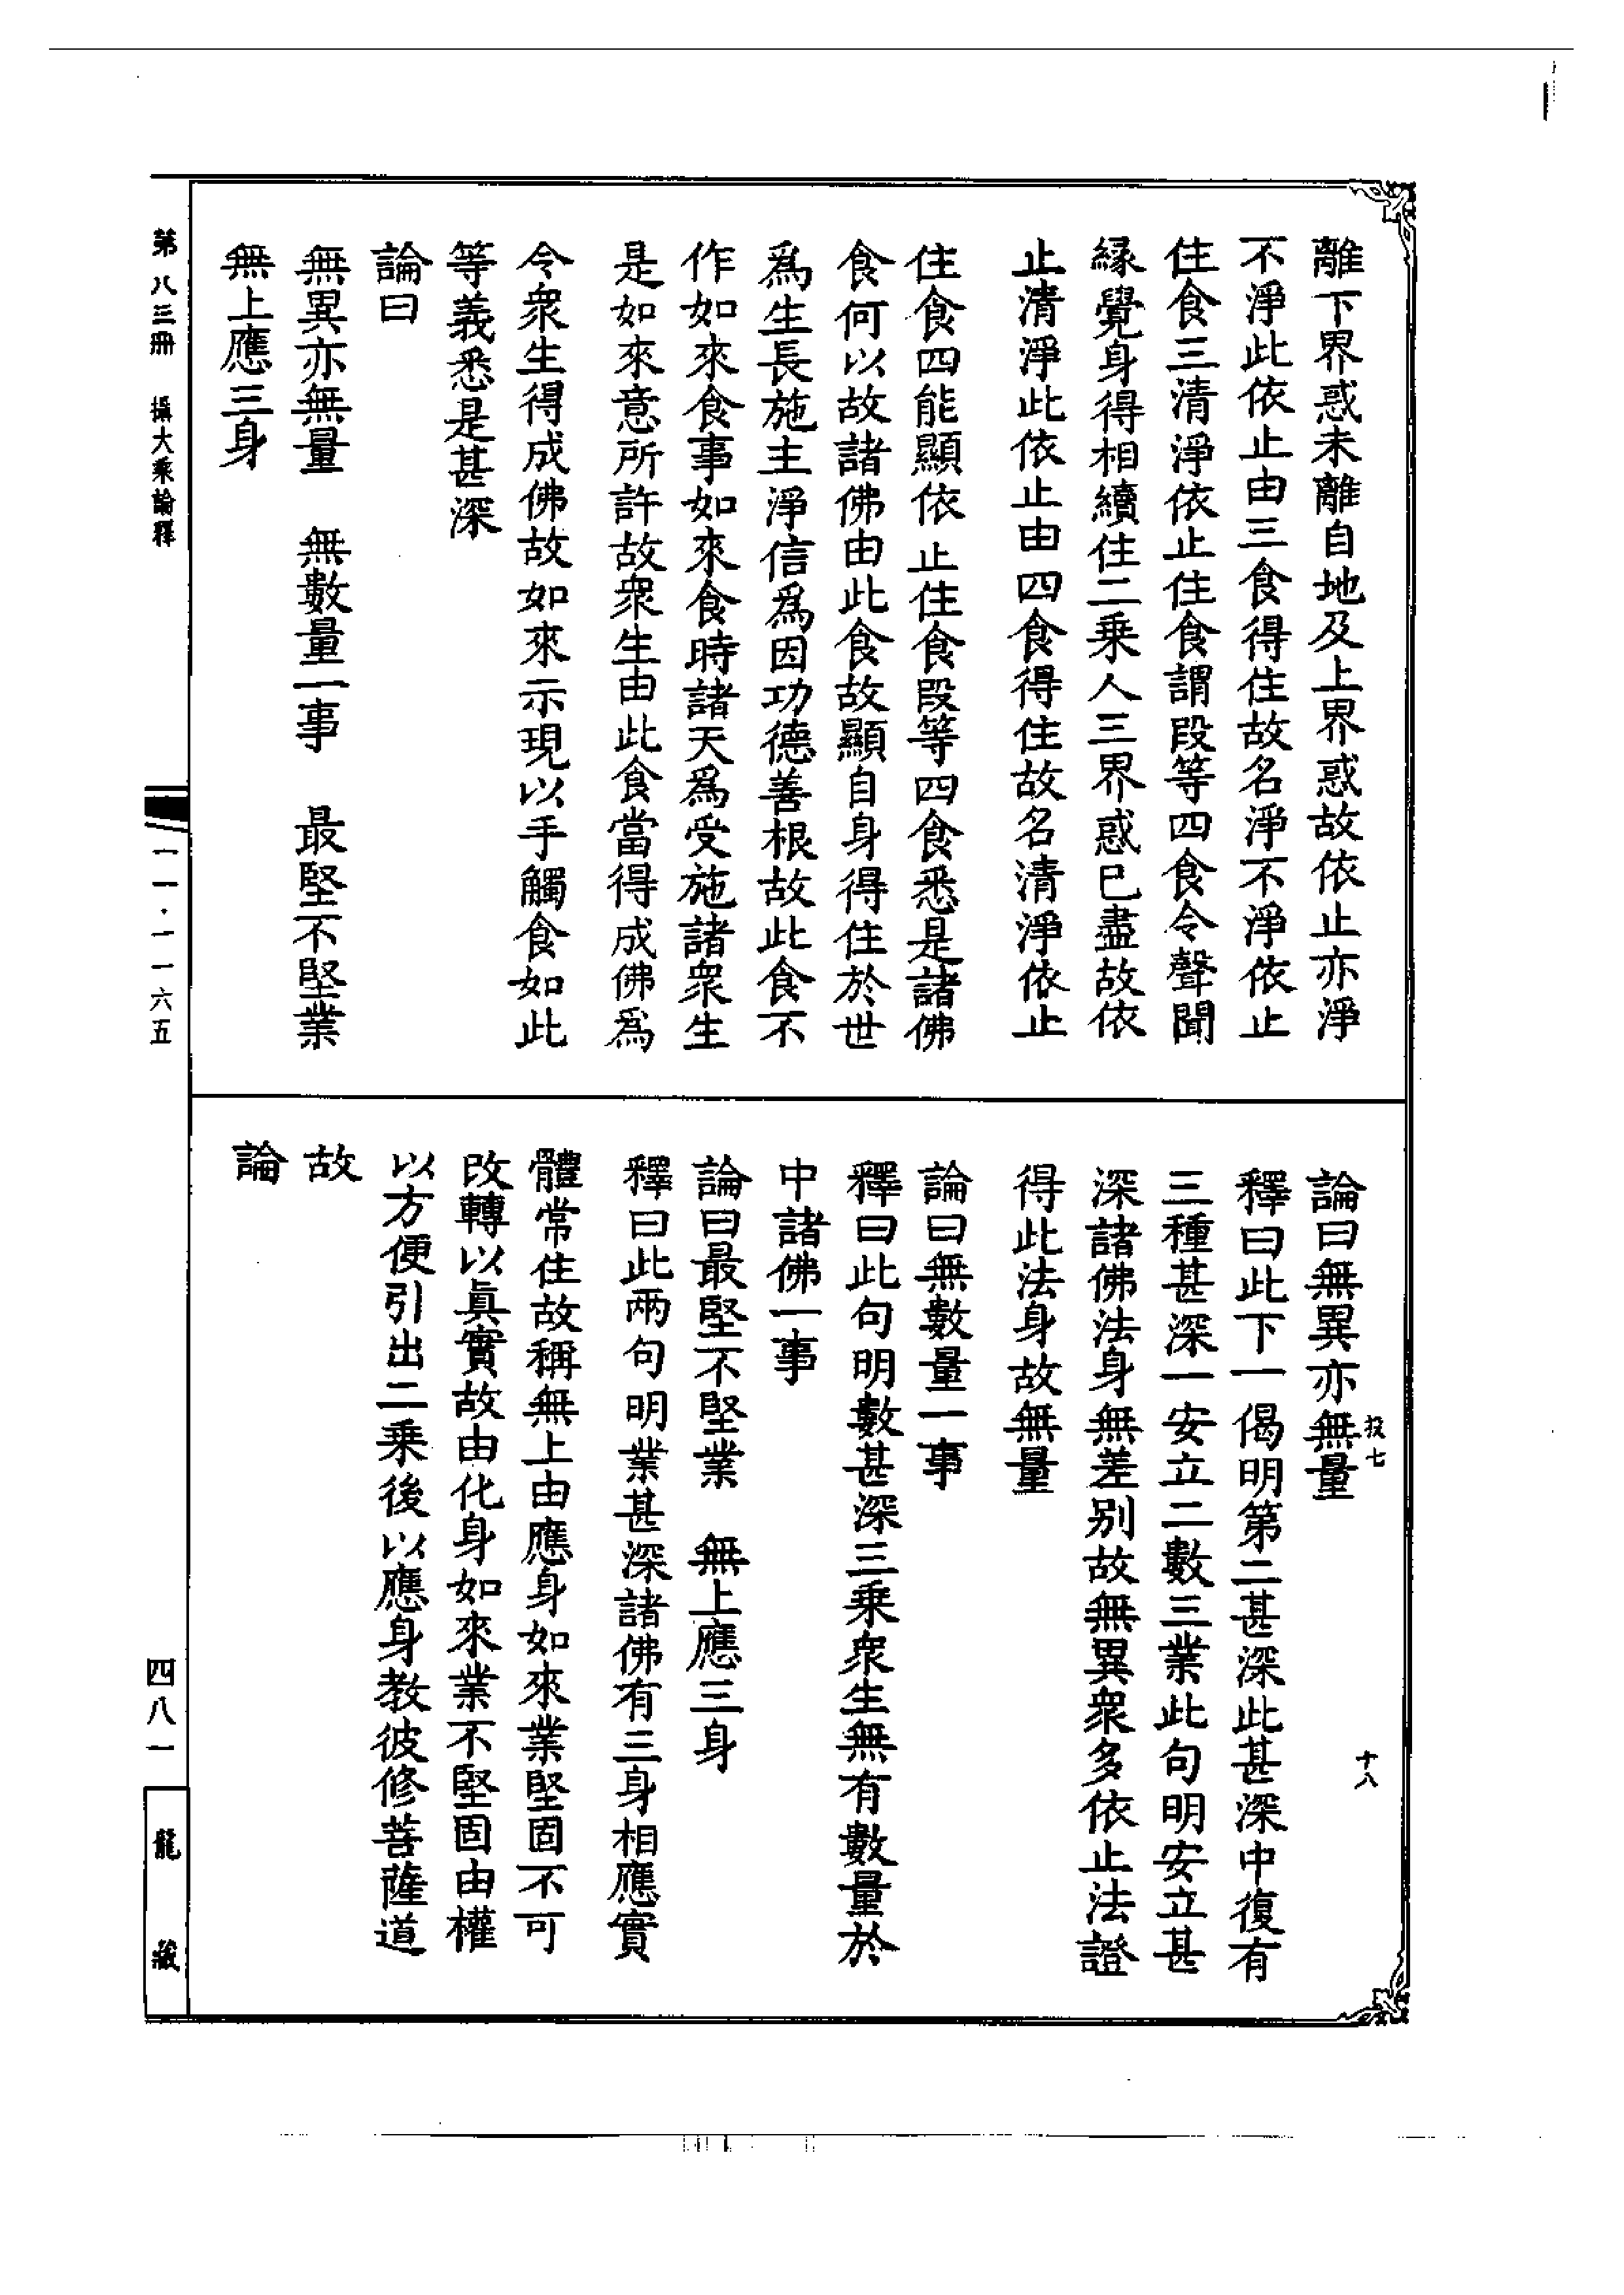 離下界惑未離自地及上界惑故依止亦淨
不淨此依止由三食得住故名淨不淨依止
住食三清淨依止住食謂段等四食令聲聞
緣覺身得相續住二乘人三界惑已盡故依
止清淨此依止由四食得住故名清淨依止
住食四能顯依止住食段等四食悉是諸佛
食何以故諸佛由此食故顯自身得住於世
爲生長施主淨信爲因功德善根故此食不
作如來食事如來食時諸天爲受施諸衆生
是如來意所許故衆生由此食當得成佛爲
令衆生得成佛故如來示現以手觸食如此
等義悉是甚深
論曰
無異亦無量　無數量一事　最堅不堅業
無上應三身
論曰無異亦無量
釋曰此下一偈明第二甚深此甚深中復有
三種甚深一安立二數三業此句明安立甚
深諸佛法身無差别故無異衆多依止法證
得此法身故無量
論曰無數量一事
釋曰此句明數甚深三乘衆生無有數量於
中諸佛一事
論曰最堅不堅業　無上應三身
釋曰此兩句明業甚深諸佛有三身相應實
體常住故稱無上由應身如來業堅固不可
改轉以眞實故由化身如來業不堅固由權
以方便引出二乘後以應身教彼修菩薩道
故
論
投七
十八
第八三冊　攝大乘論釋
一一·一一六五
四八一
龍藏